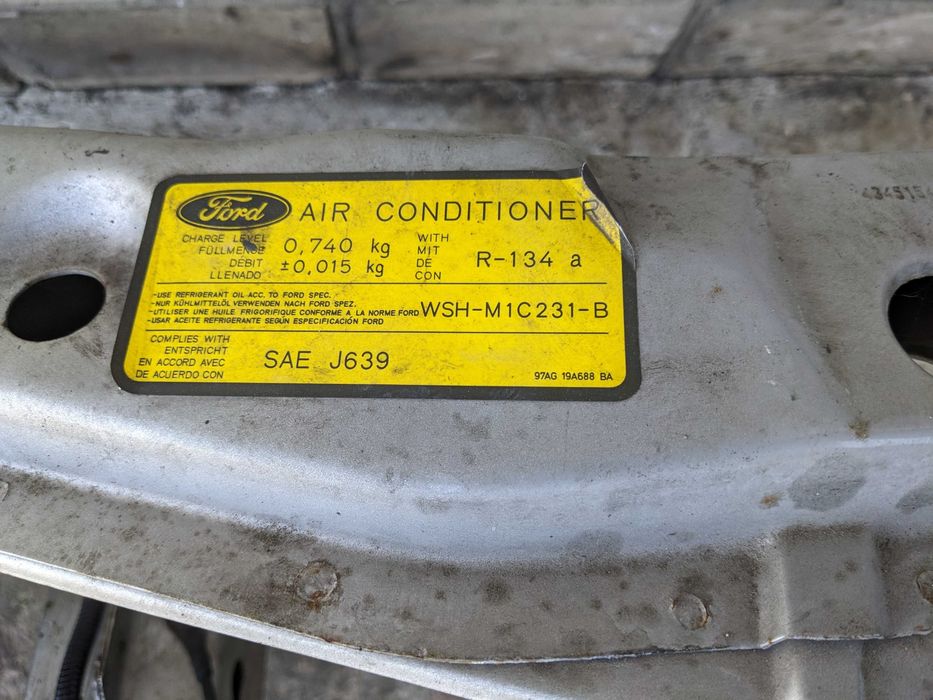 Ford AIR CONDITIONER
CHARGE LEVEL
FÜLLMENGE
DEBIT
LLENADO
0,740 kg
±0,015 kg
WITH
MIT
DE
CON
R-134 a
-USE REFRIGERANT OIL ACC. TO FORD SPEC.
-NUR KÜHLMITTELÖL VERWENDEN NACH FORD SPEZ.
-UTILISER UNE HUILE FRIGORIFIQUE CONFORME A LA NORME FORD
-USAR ACEITE REFRIGERANTE SEGÚN ESPECIFICACIÓN FORD
WSH-M1C231-B
COMPLIES WITH
ENTSPRICHT
EN ACCORD AVEC
DE ACUERDO CON
SAE J639
97AG 19A688 BA